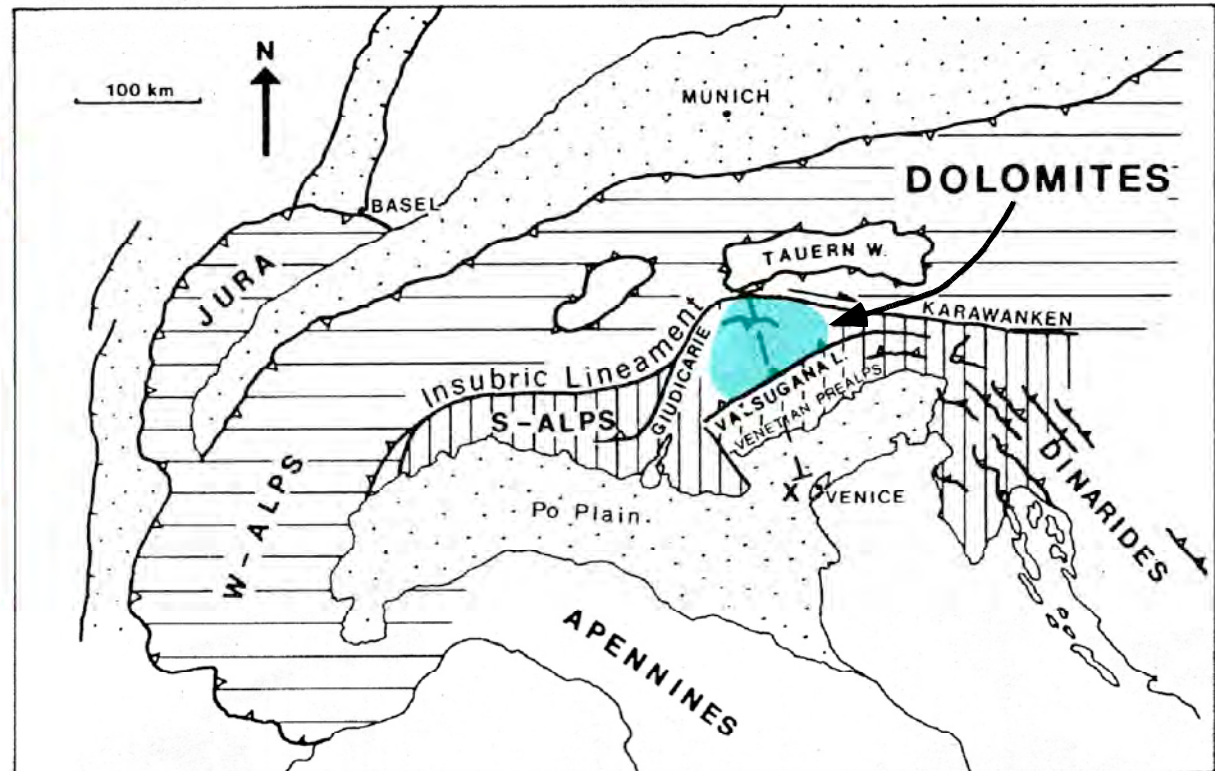 N
100 km
MUNICH
DOLOMITES
BASEL
TAUERN W.
JURA
KARAWANKEN
Insubric Lineament
GIUDICARIE
VALSUGANA L.
S-ALPS
VENETIAN PREALPS
W-ALPS
X
VENICE
Po Plain.
DINARIDES
APENNINES